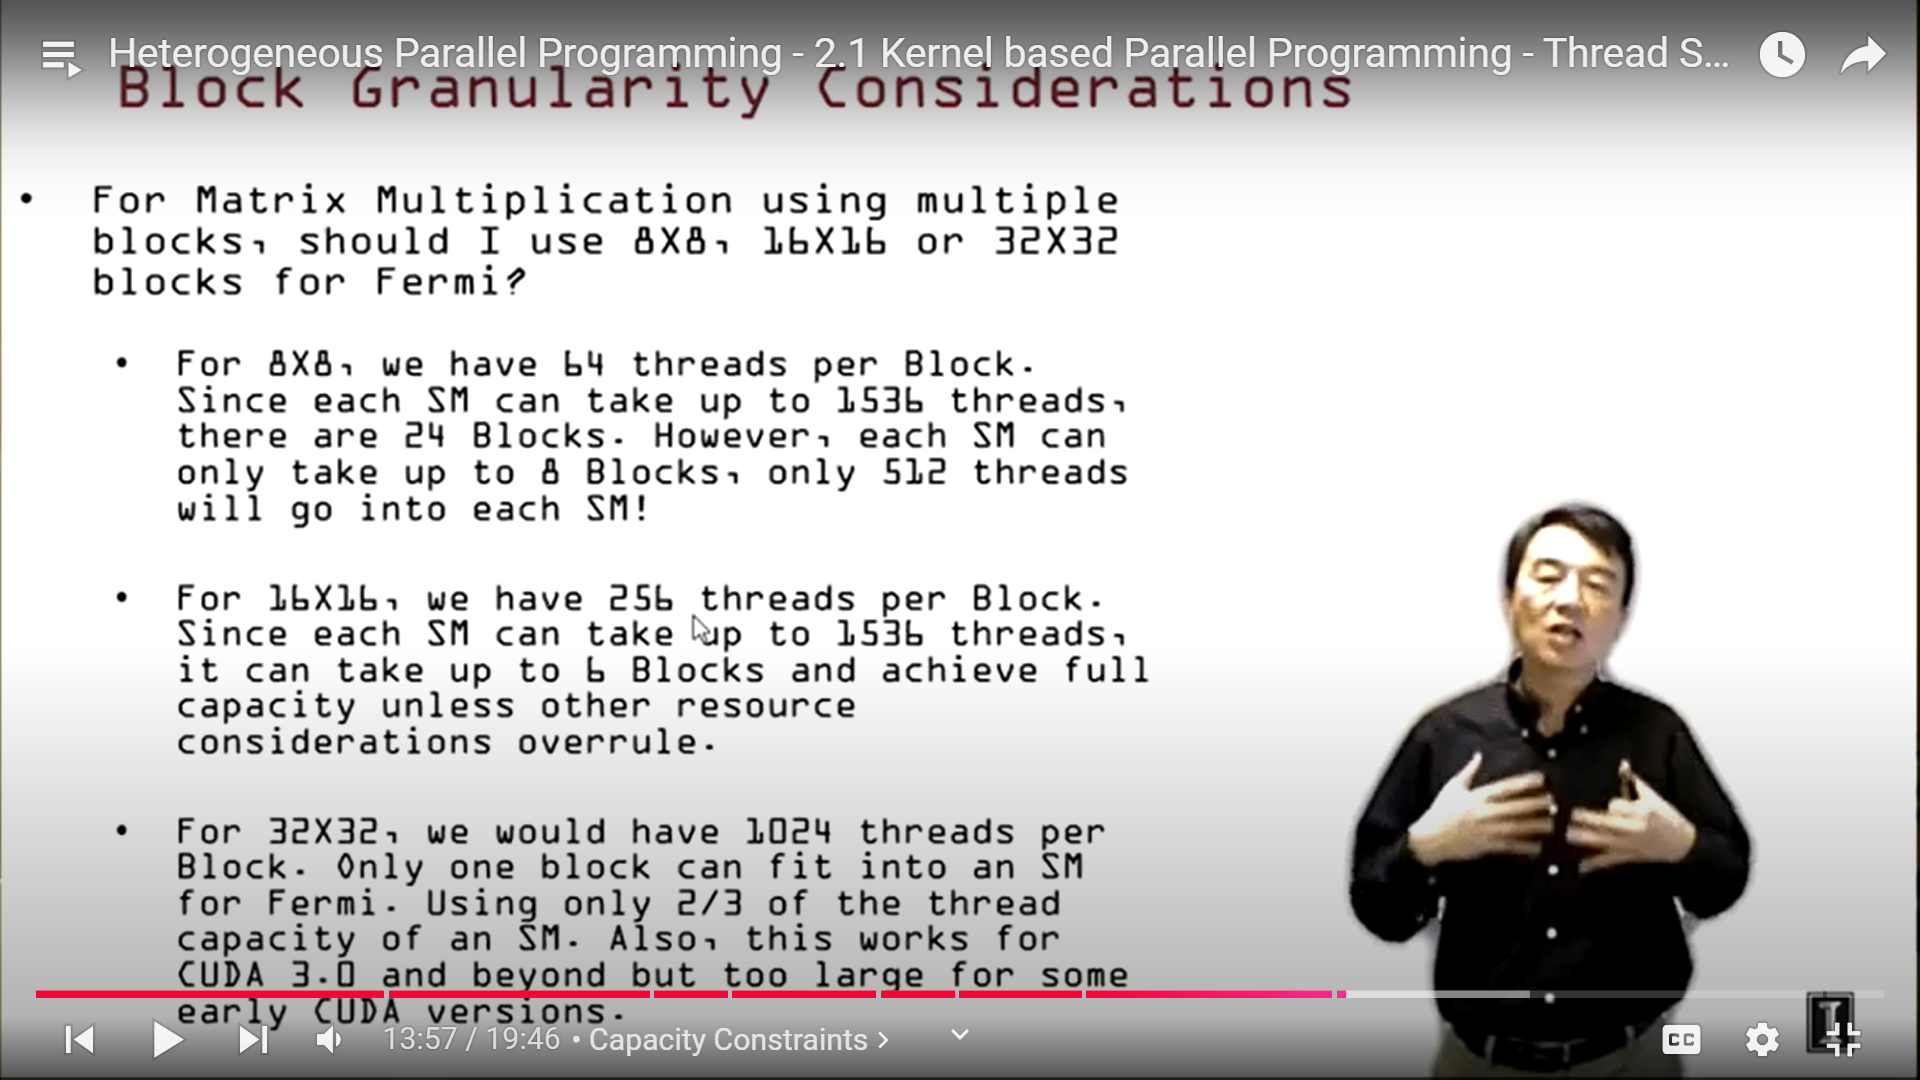 Heterogeneous Parallel Programming - 2.1 Kernel based Parallel Programming - Thread S...
Block Granularity Considerations
• For Matrix Multiplication using multiple
blocks, should I use 8X8, 16X16 or 32X32
blocks for Fermi?
• For 8X8, we have 64 threads per Block.
Since each SM can take up to 1536 threads,
there are 24 Blocks. However, each SM can
only take up to 8 Blocks, only 512 threads
will go into each SM!
• For 16X16, we have 256 threads per Block.
Since each SM can take up to 1536 threads,
it can take up to 6 Blocks and achieve full
capacity unless other resource
considerations overrule.
• For 32X32, we would have 1024 threads per
Block. Only one block can fit into an SM
for Fermi. Using only 2/3 of the thread
capacity of an SM. Also, this works for
CUDA 3.0 and beyond but too large for some
early CUDA versions.
13:57 / 19:46 • Capacity Constraints >
CC
I